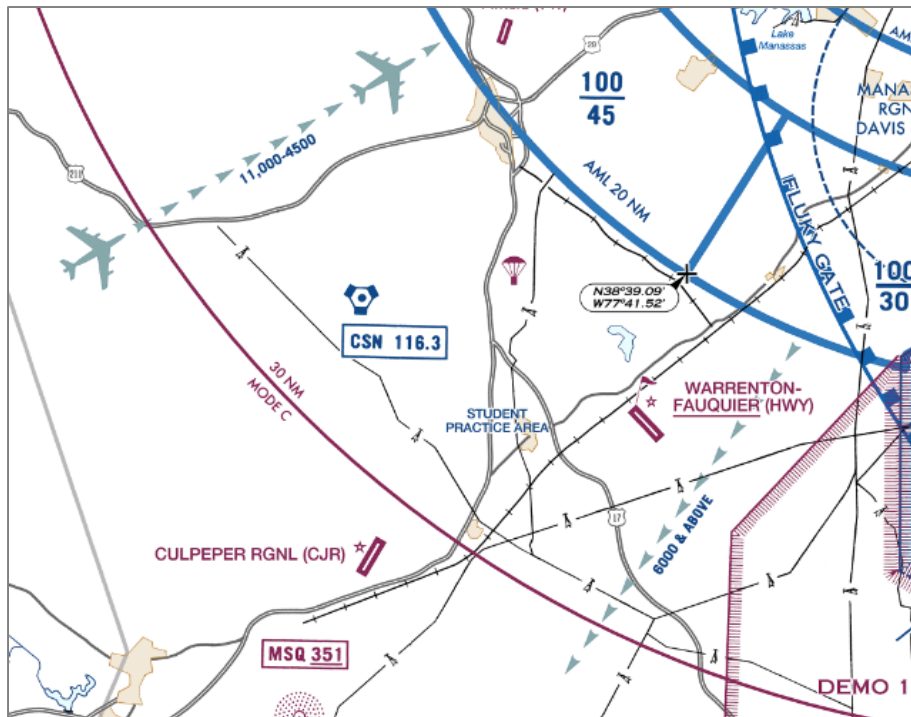 29
Lake
Manassas
AM
100
45
MANA
RGN
DAVIS
11,000-4500
211
AML 20 NM
FLUKY GATE
100
30
N38°39.09'
W77°41.52'
CSN 116.3
30 NM
MODE C
WARRENTON-
FAUQUIER (HWY)
STUDENT
PRACTICE AREA
17
6000 & ABOVE
CULPEPER RGNL (CJR)
MSQ 351
DEMO 1